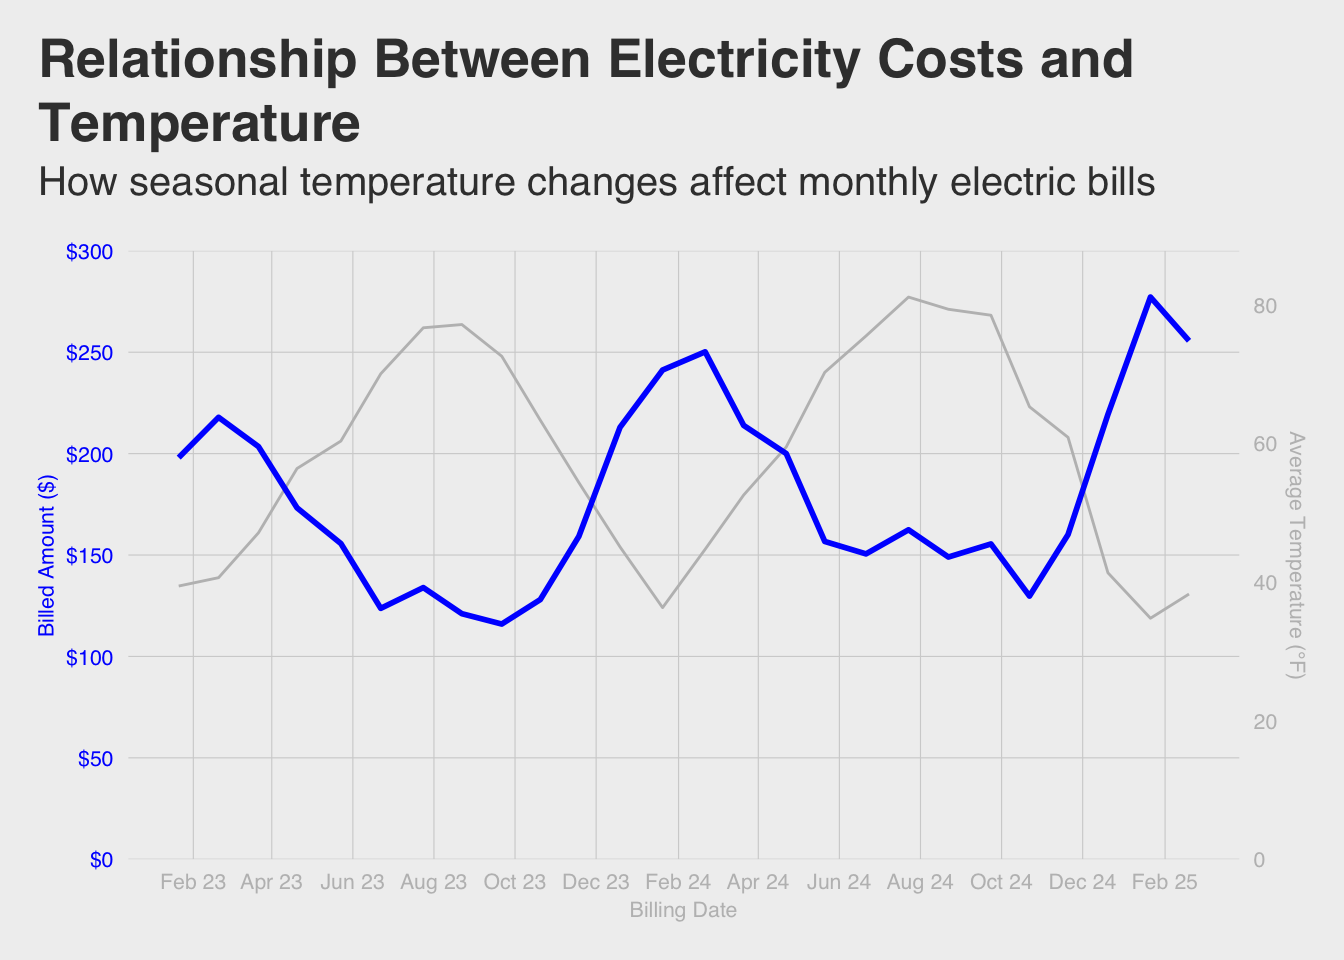 Relationship Between Electricity Costs and
Temperature
How seasonal temperature changes affect monthly electric bills
$300
$250
$200
$150
$100
$50
$0
Billed Amount ($)
80
60
40
20
0
Average Temperature (°F)
Feb 23 Apr 23 Jun 23 Aug 23 Oct 23 Dec 23 Feb 24 Apr 24 Jun 24 Aug 24 Oct 24 Dec 24 Feb 25
Billing Date